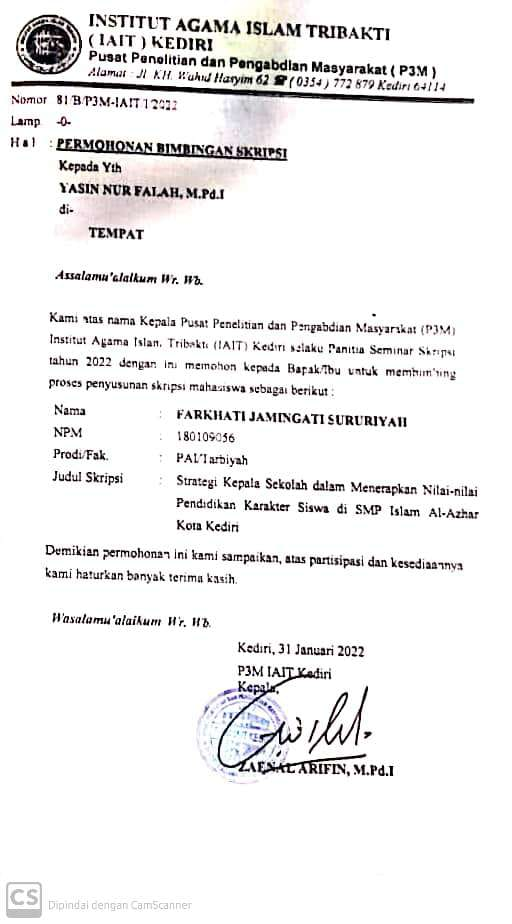 INSTITUT AGAMA ISLAM TRIBAKTI
( IAIT ) KEDIRI
Pusat Penelitian dan Pengabdian Masyarakat ( P3M )
Alamat : Jl. KH. Wahid Hasyim 62 ☎ ( 0354 ) 772 879 Kediri 64114
Nomor 81/B/P3M-IAIT/1/2022
Lamp -0-
Hal : PERMOHONAN BIMBINGAN SKRIPSI
Kepada Yth
YASIN NUR FALAH, M.Pd.I
di-
TEMPAT
Assalamu'alaikum Wr. Wb.
Kami atas nama Kepala Pusat Penelitian dan Pengabdian Masyarakat (P3M)
Institut Agama Islam Tribakti (IAIT) Kediri selaku Panitia Seminar Skripsi
tahun 2022 dengan ini memohon kepada Bapak/Ibu untuk membimbing
proses penyusunan skripsi mahasiswa sebagai berikut :
Nama : FARKHATI JAMINGATI SURURIYAH
NPM : 180109056
Prodi/Fak. : PAI/Tarbiyah
Judul Skripsi : Strategi Kepala Sekolah dalam Menerapkan Nilai-nilai
Pendidikan Karakter Siswa di SMP Islam Al-Azhar
Kota Kediri
Demikian permohonan ini kami sampaikan, atas partisipasi dan kesediaannya
kami haturkan banyak terima kasih.
Wasalamu'alaikum Wr. Wb.
Kediri, 31 Januari 2022
P3M IAIT Kediri
Kepala,
ZAENAL ARIFIN, M.Pd.I
CS Dipindai dengan CamScanner